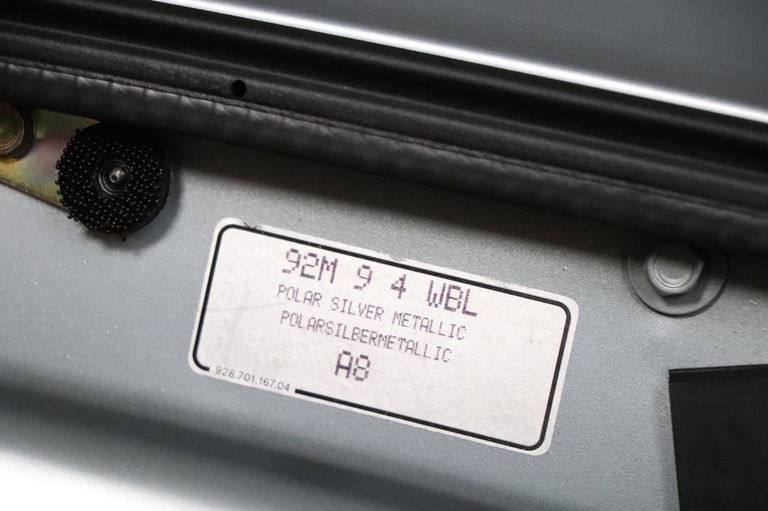 92M 9 4 WBL
POLAR SILVER METALLIC
POLARSILBERMETALLIC
A8
928.701.167.04